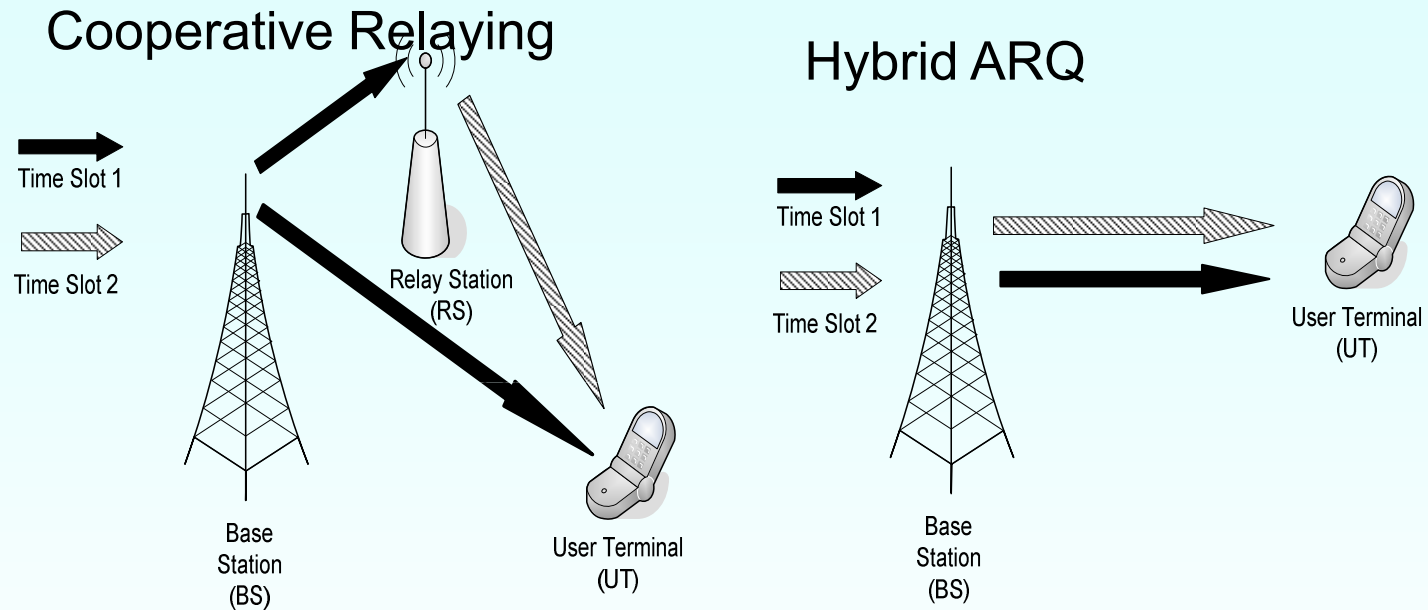 Cooperative Relaying
Time Slot 1
Time Slot 2
Relay Station
(RS)
Base
Station
(BS)
User Terminal
(UT)
Hybrid ARQ
Time Slot 1
Time Slot 2
Base
Station
(BS)
User Terminal
(UT)